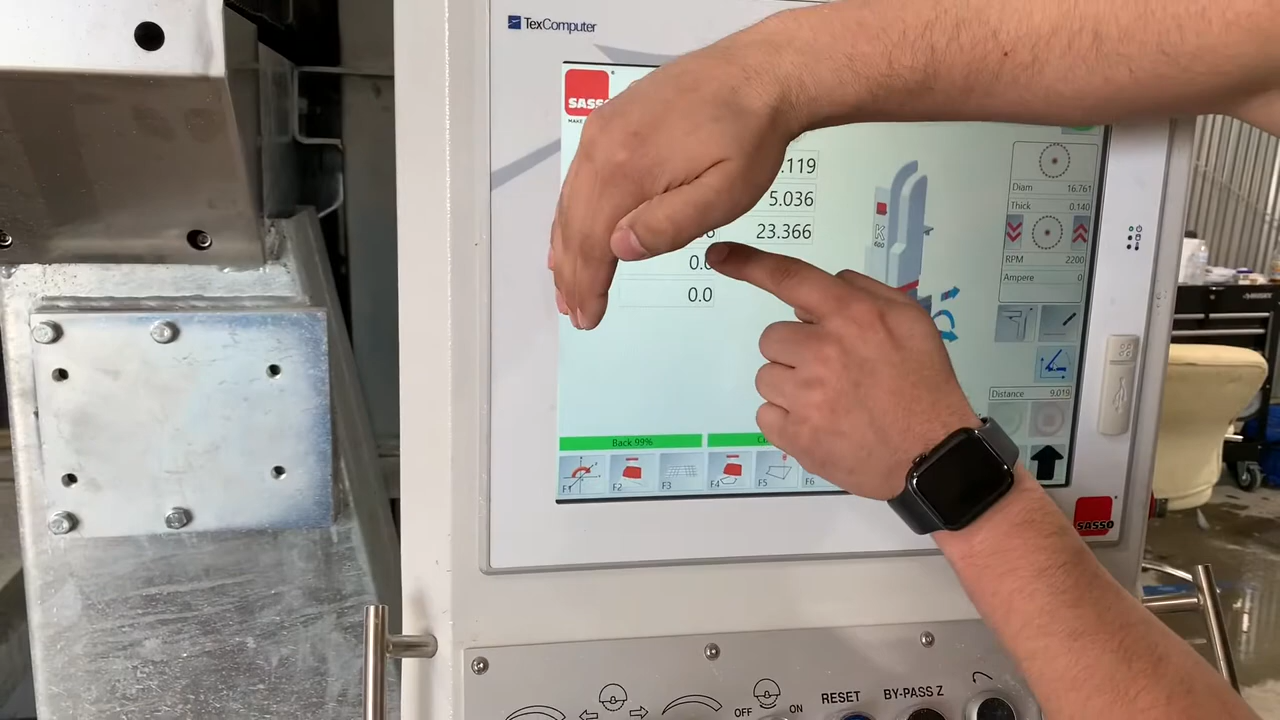 TexComputer
SASSO
MAKE
.119
5.036
23.366
0.0
0.0
K
600
Diam 16.761
Thick 0.140
RPM 2200
Ampere 0
Distance 9.019
Back 99%
F1 F2 F3 F4 F5 F6
SASSO
OFF ON RESET BY-PASS Z